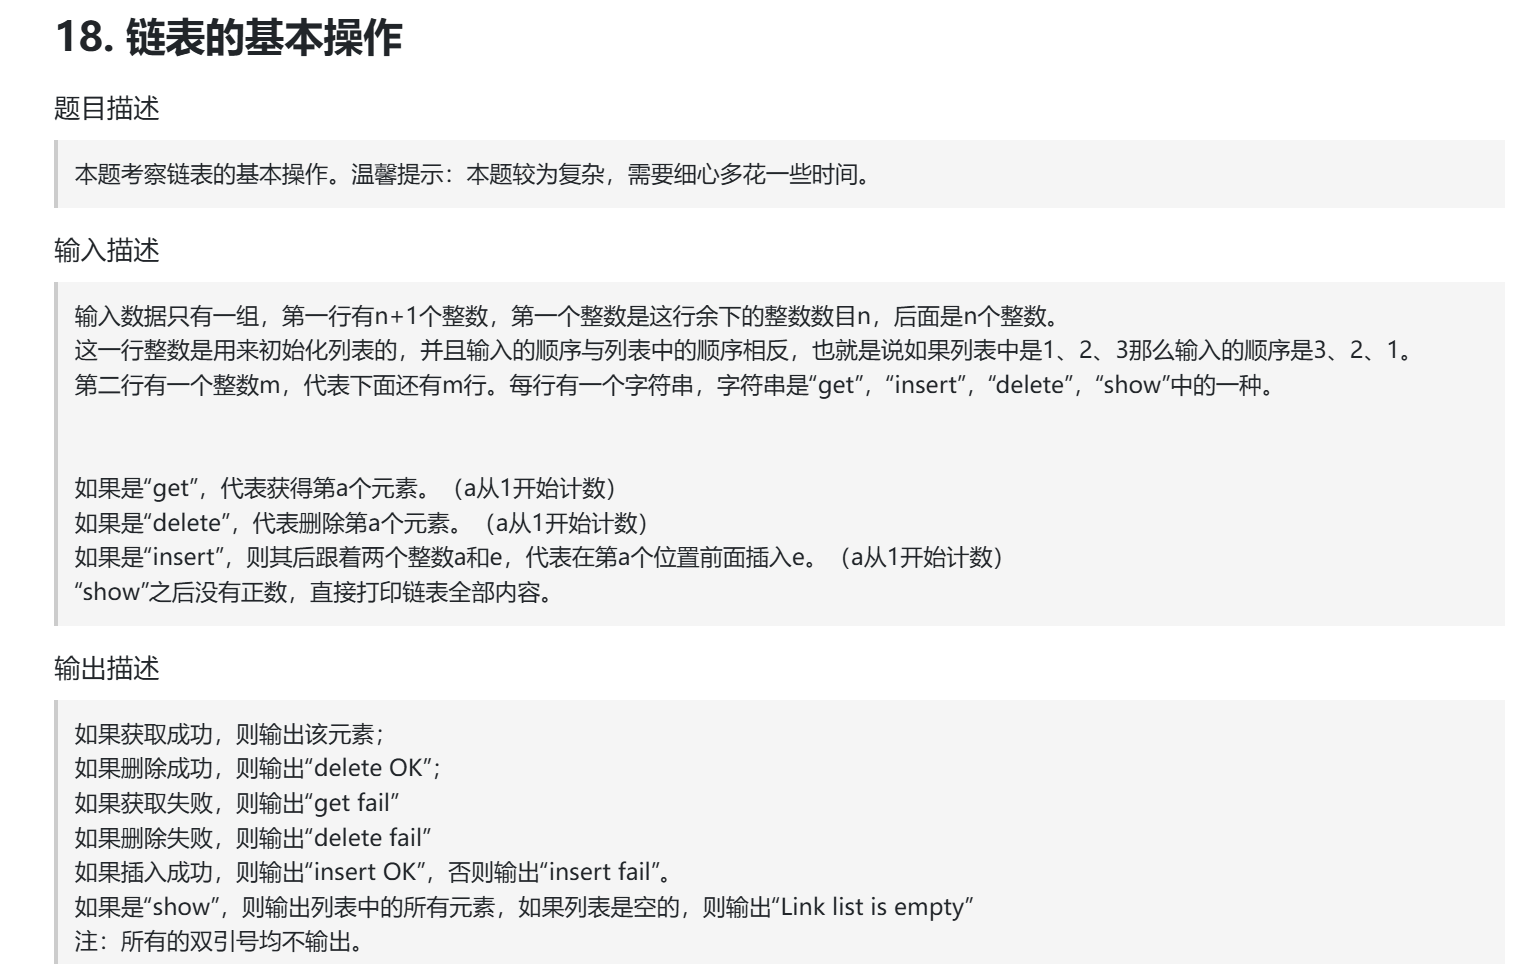 18. 链表的基本操作
题目描述
本题考察链表的基本操作。温馨提示：本题较为复杂，需要细心多花一些时间。
输入描述
输入数据只有一组，第一行有n+1个整数，第一个整数是这行余下的整数数目n，后面是n个整数。
这一行整数是用来初始化列表的，并且输入的顺序与列表中的顺序相反，也就是说如果列表中是1、2、3那么输入的顺序是3、2、1。
第二行有一个整数m，代表下面还有m行。每行有一个字符串，字符串是“get”，“insert”，“delete”，“show”中的一种。
如果是“get”，代表获得第a个元素。（a从1开始计数）
如果是“delete”，代表删除第a个元素。（a从1开始计数）
如果是“insert”，则其后跟着两个整数a和e，代表在第a个位置前面插入e。（a从1开始计数）
“show”之后没有正数，直接打印链表全部内容。
输出描述
如果获取成功，则输出该元素；
如果删除成功，则输出“delete OK”；
如果获取失败，则输出“get fail”
如果删除失败，则输出“delete fail”
如果插入成功，则输出“insert OK”，否则输出“insert fail”。
如果是“show”，则输出列表中的所有元素，如果列表是空的，则输出“Link list is empty”
注：所有的双引号均不输出。